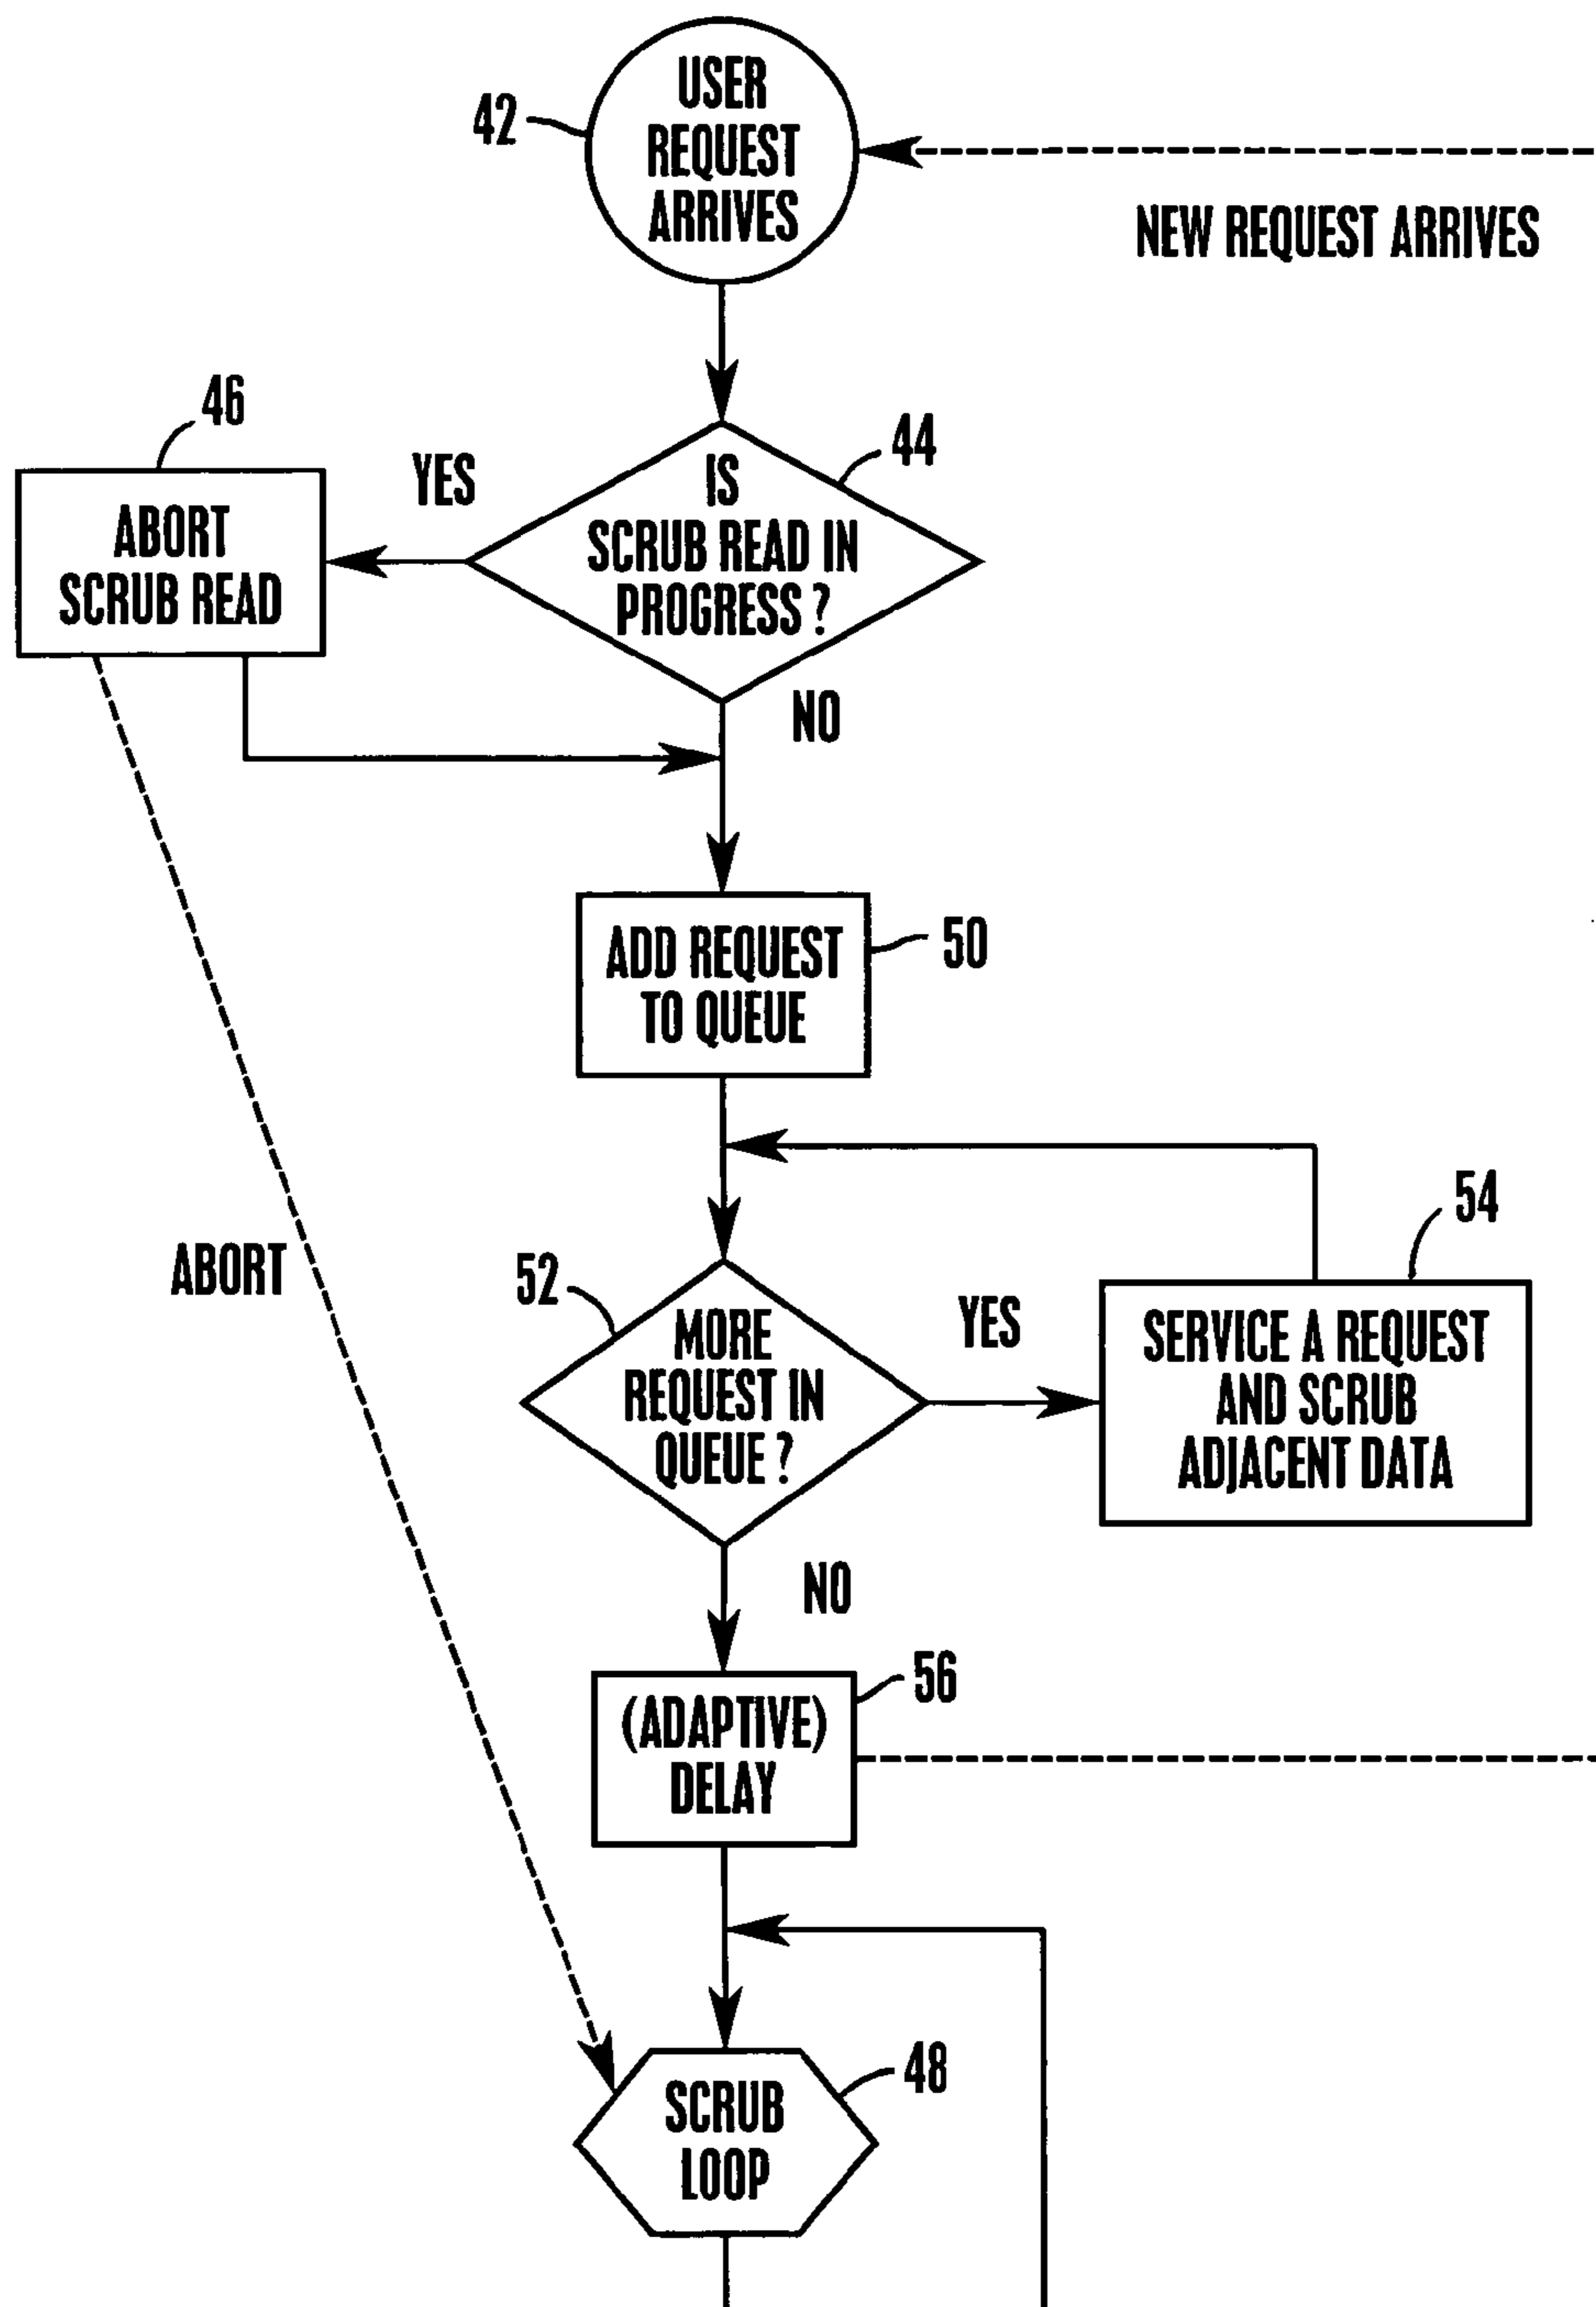 USER
REQUEST
ARRIVES
42
NEW REQUEST ARRIVES
46
44
YES
IS
SCRUB READ IN
PROGRESS?
ABORT
SCRUB READ
NO
ADD REQUEST
TO QUEUE
50
54
ABORT
52
MORE
REQUEST IN
QUEUE?
YES
SERVICE A REQUEST
AND SCRUB
ADJACENT DATA
NO
56
(ADAPTIVE)
DELAY
48
SCRUB
LOOP